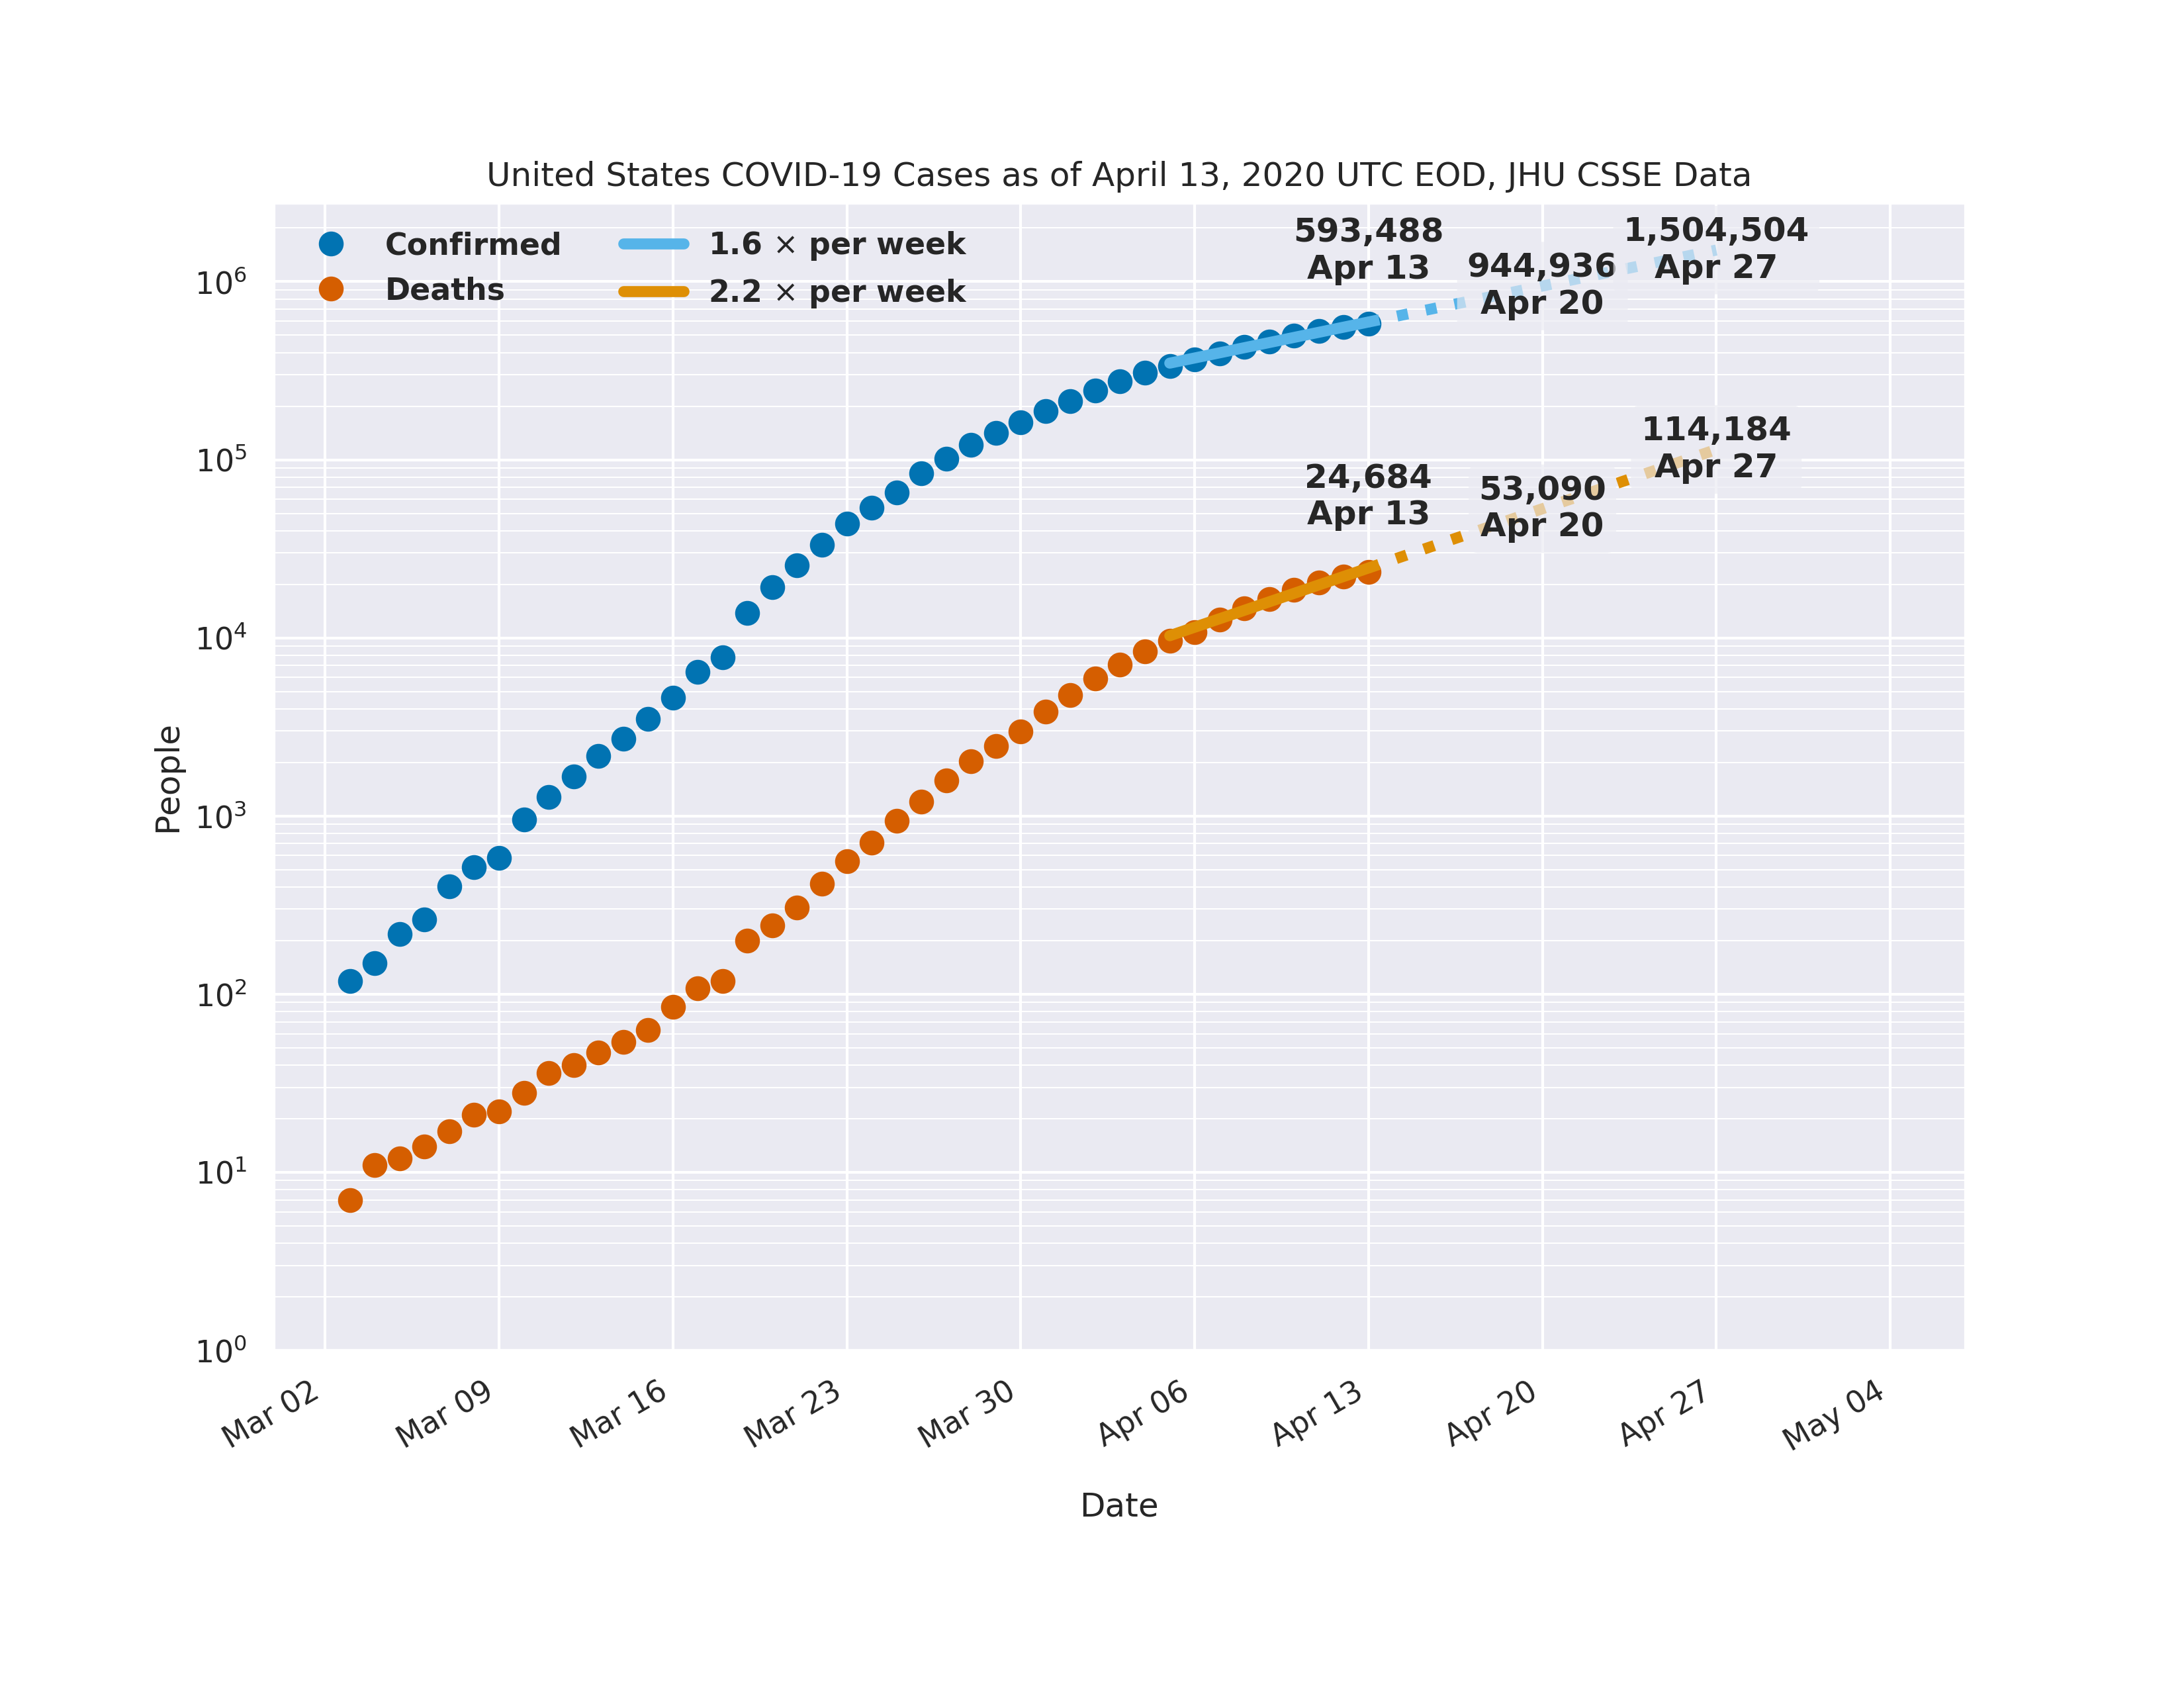 United States COVID-19 Cases as of April 13, 2020 UTC EOD, JHU CSSE Data
Confirmed
Deaths
1.6 × per week
2.2 × per week
593,488
Apr 13
944,936
Apr 20
1,504,504
Apr 27
24,684
Apr 13
53,090
Apr 20
114,184
Apr 27
People
10⁶
10⁵
10⁴
10³
10²
10¹
10⁰
Mar 02
Mar 09
Mar 16
Mar 23
Mar 30
Apr 06
Apr 13
Apr 20
Apr 27
May 04
Date